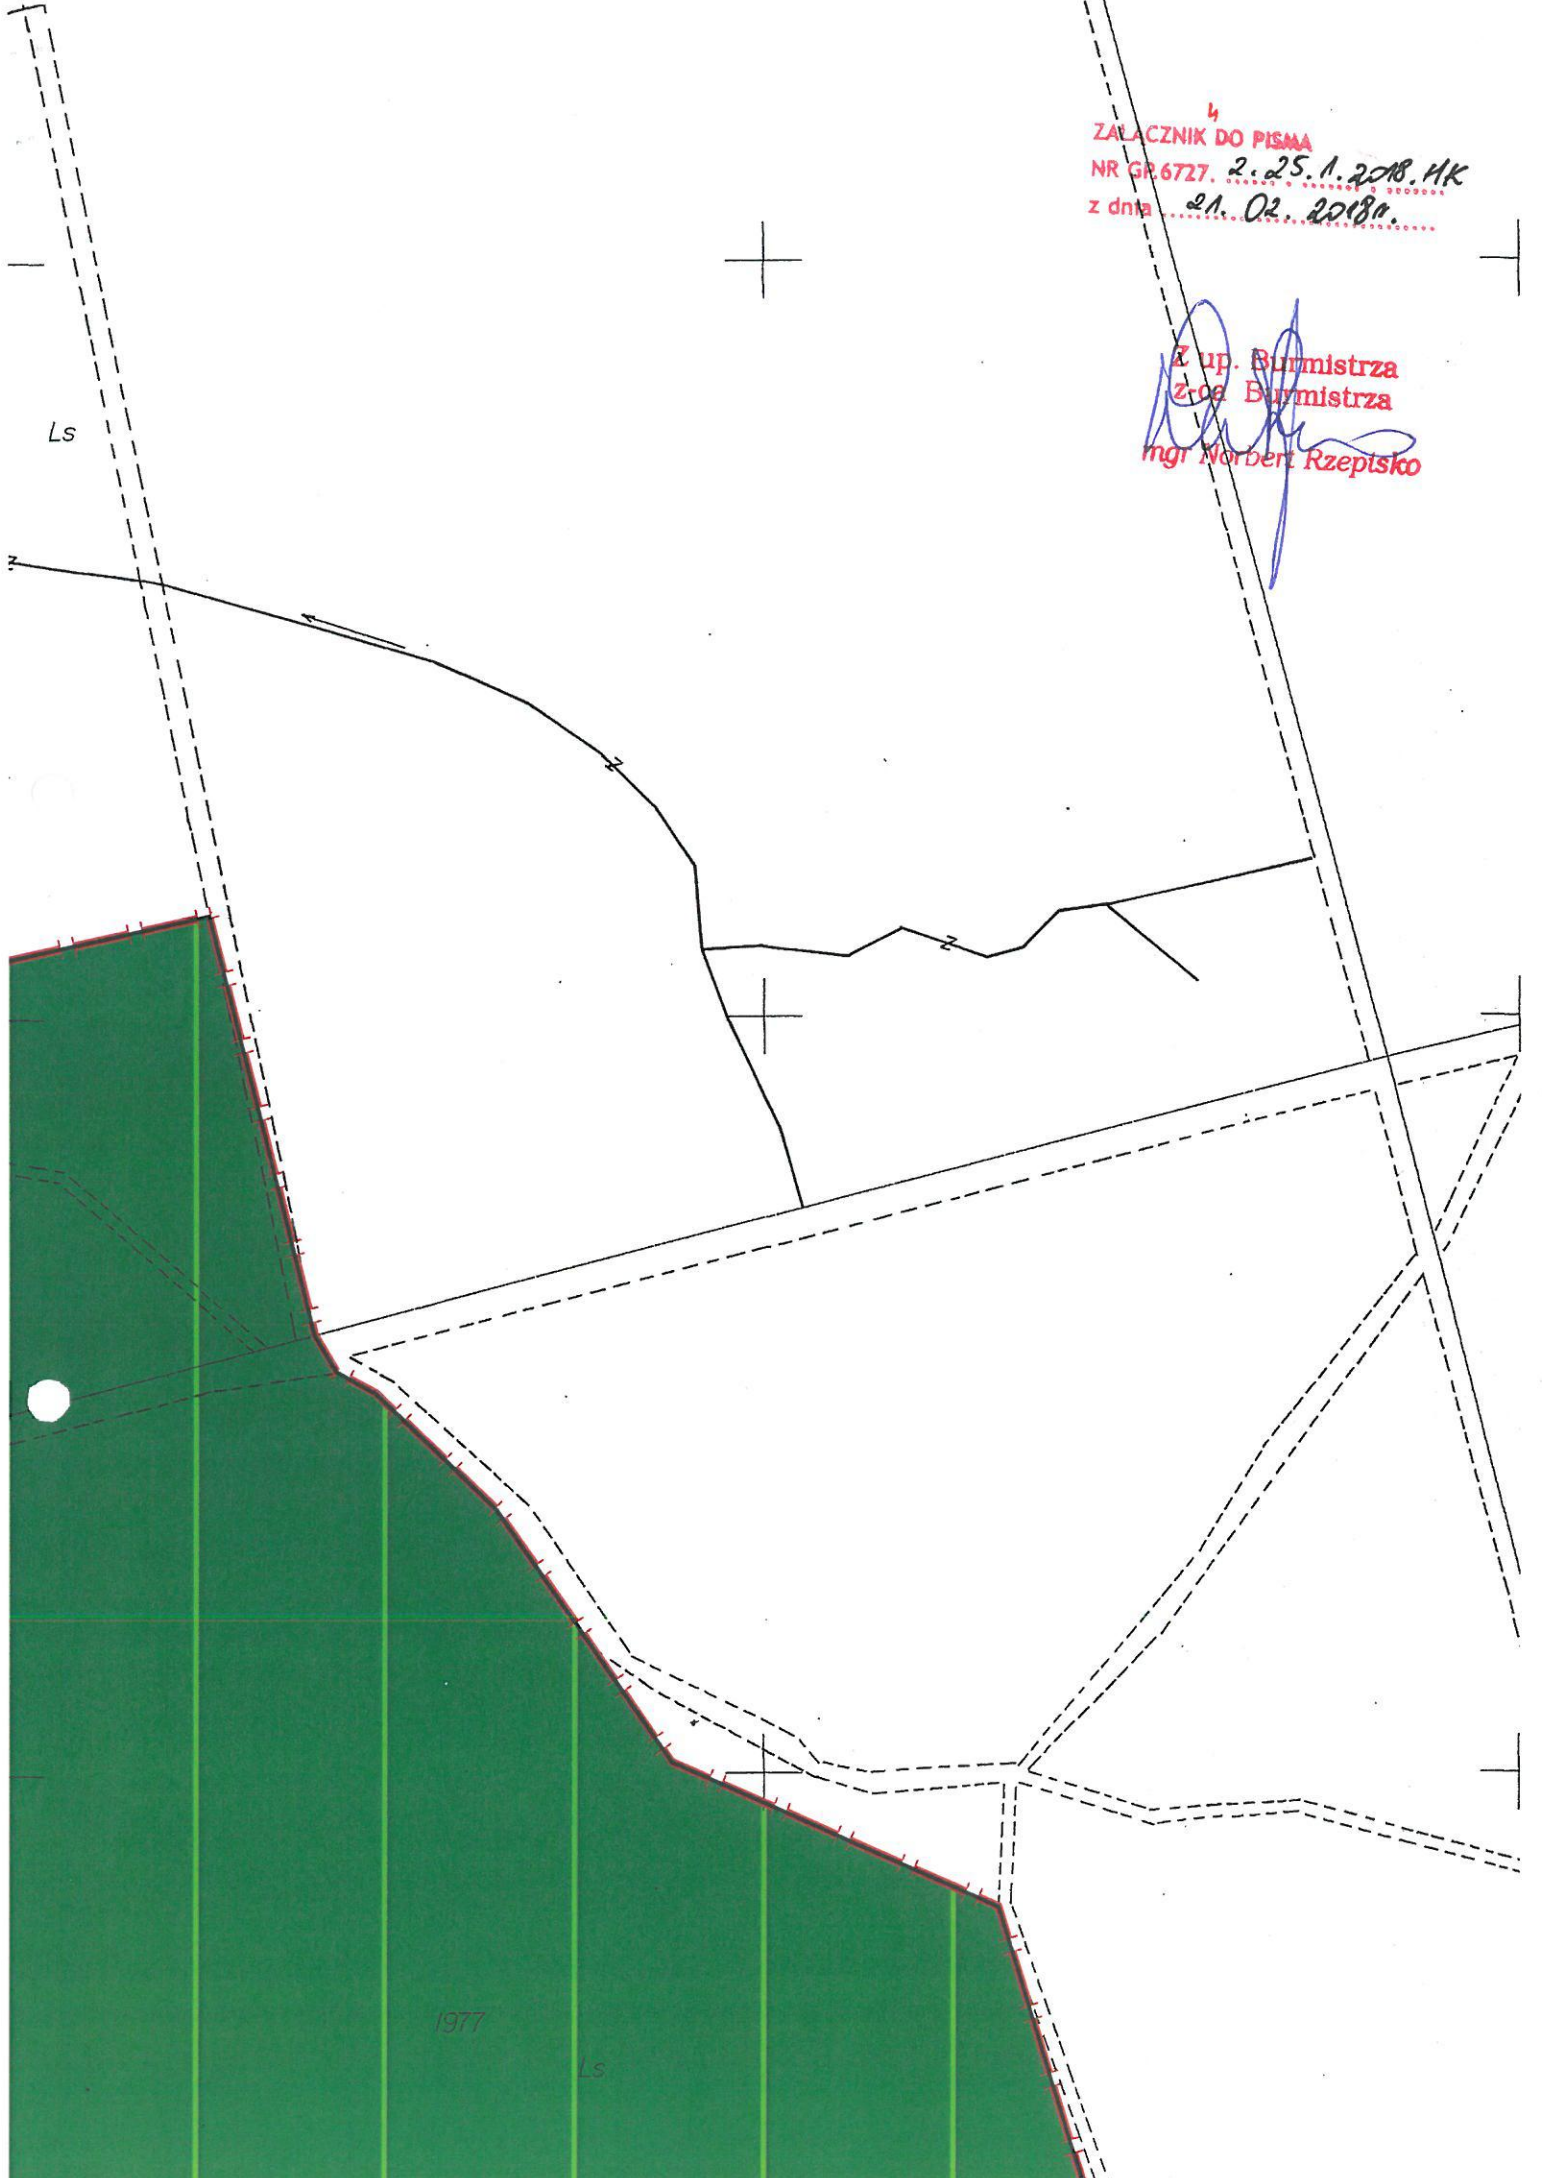 4
ZAŁĄCZNIK DO PISMA
NR GP.6727. 2.25.1.2018.MK
z dnia 21. 02. 2018r.
Z up. Burmistrza
z-ca Burmistrza
mgr Norbert Rzepisko
Ls
z
z
z
1977
Ls